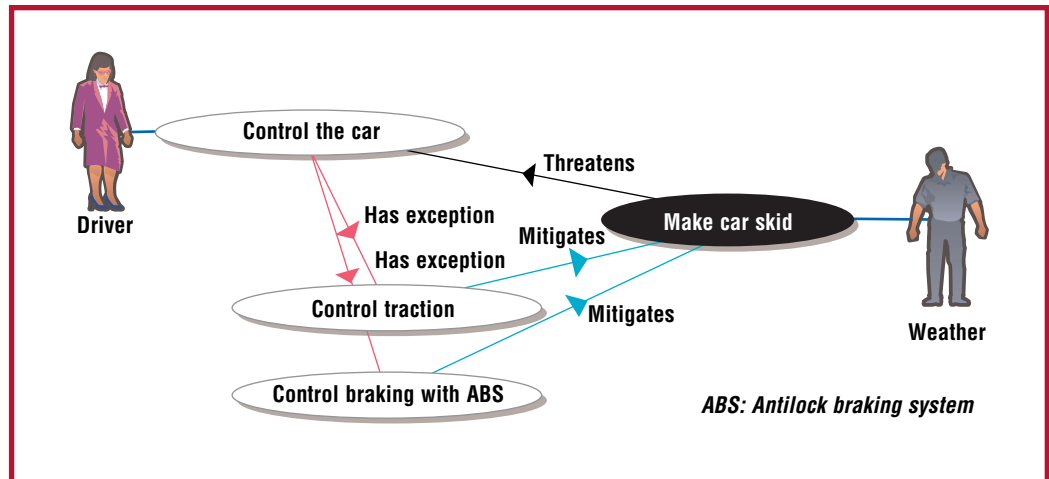 Control the car
Threatens
Driver
Has exception
Make car skid
Mitigates
Has exception
Control traction
Mitigates
Weather
Control braking with ABS
ABS: Antilock braking system